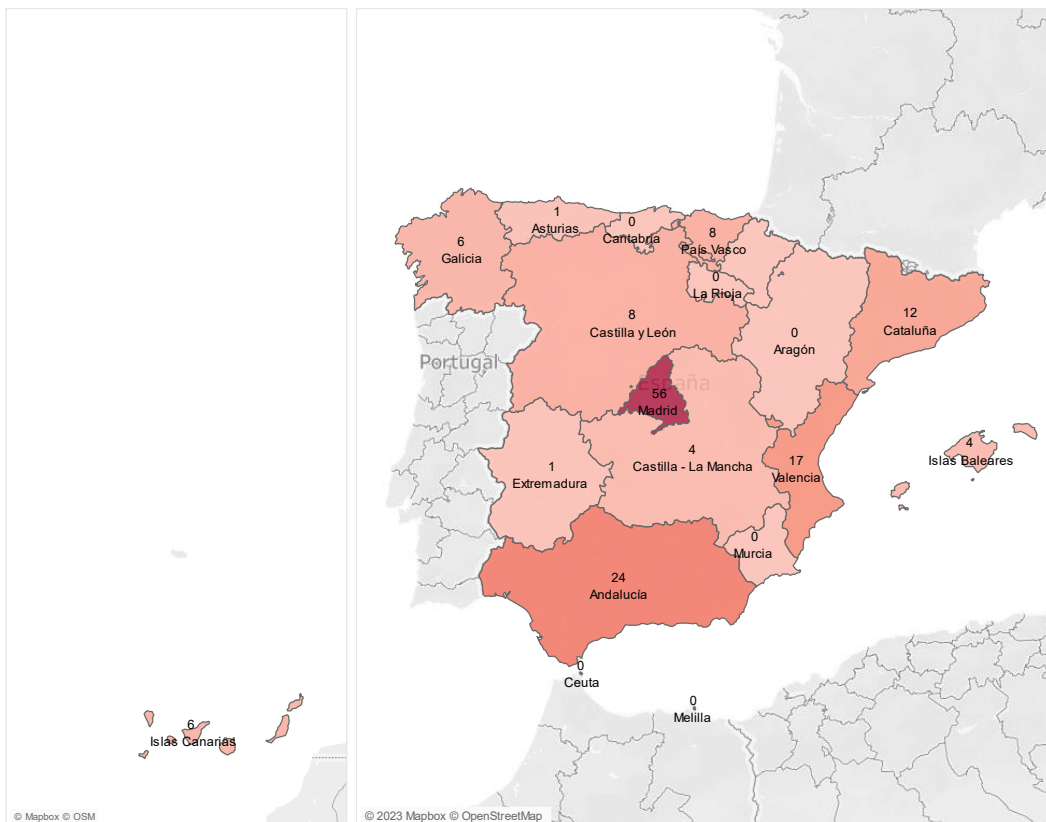 1
Asturias
0
Cantabria
8
País Vasco
6
Galicia
0
La Rioja
8
Castilla y León
0
Aragón
12
Cataluña
Portugal
España
56
Madrid
4
Castilla - La Mancha
17
Valencia
4
Islas Baleares
1
Extremadura
0
Murcia
24
Andalucía
0
Ceuta
0
Melilla
6
Islas Canarias
© Mapbox © OSM
© 2023 Mapbox © OpenStreetMap